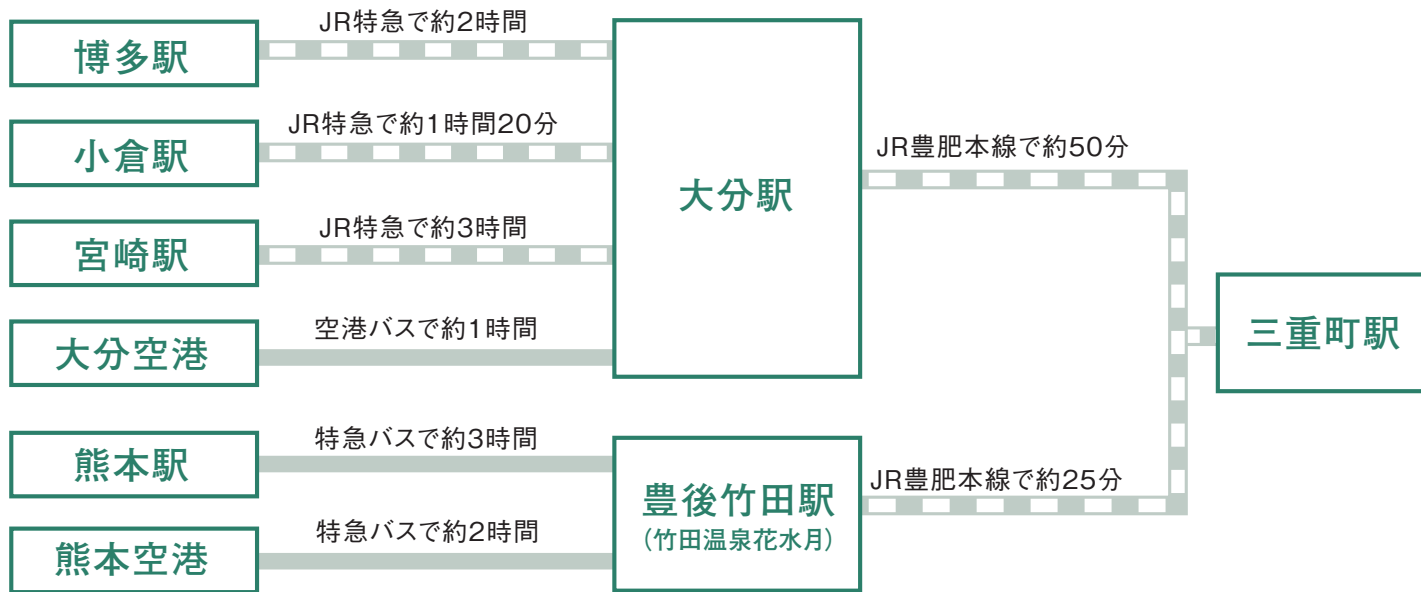 博多駅
JR特急で約2時間
小倉駅
JR特急で約1時間20分
宮崎駅
JR特急で約3時間
大分空港
空港バスで約1時間
大分駅
JR豊肥本線で約50分
熊本駅
特急バスで約3時間
熊本空港
特急バスで約2時間
豊後竹田駅
(竹田温泉花水月)
JR豊肥本線で約25分
三重町駅